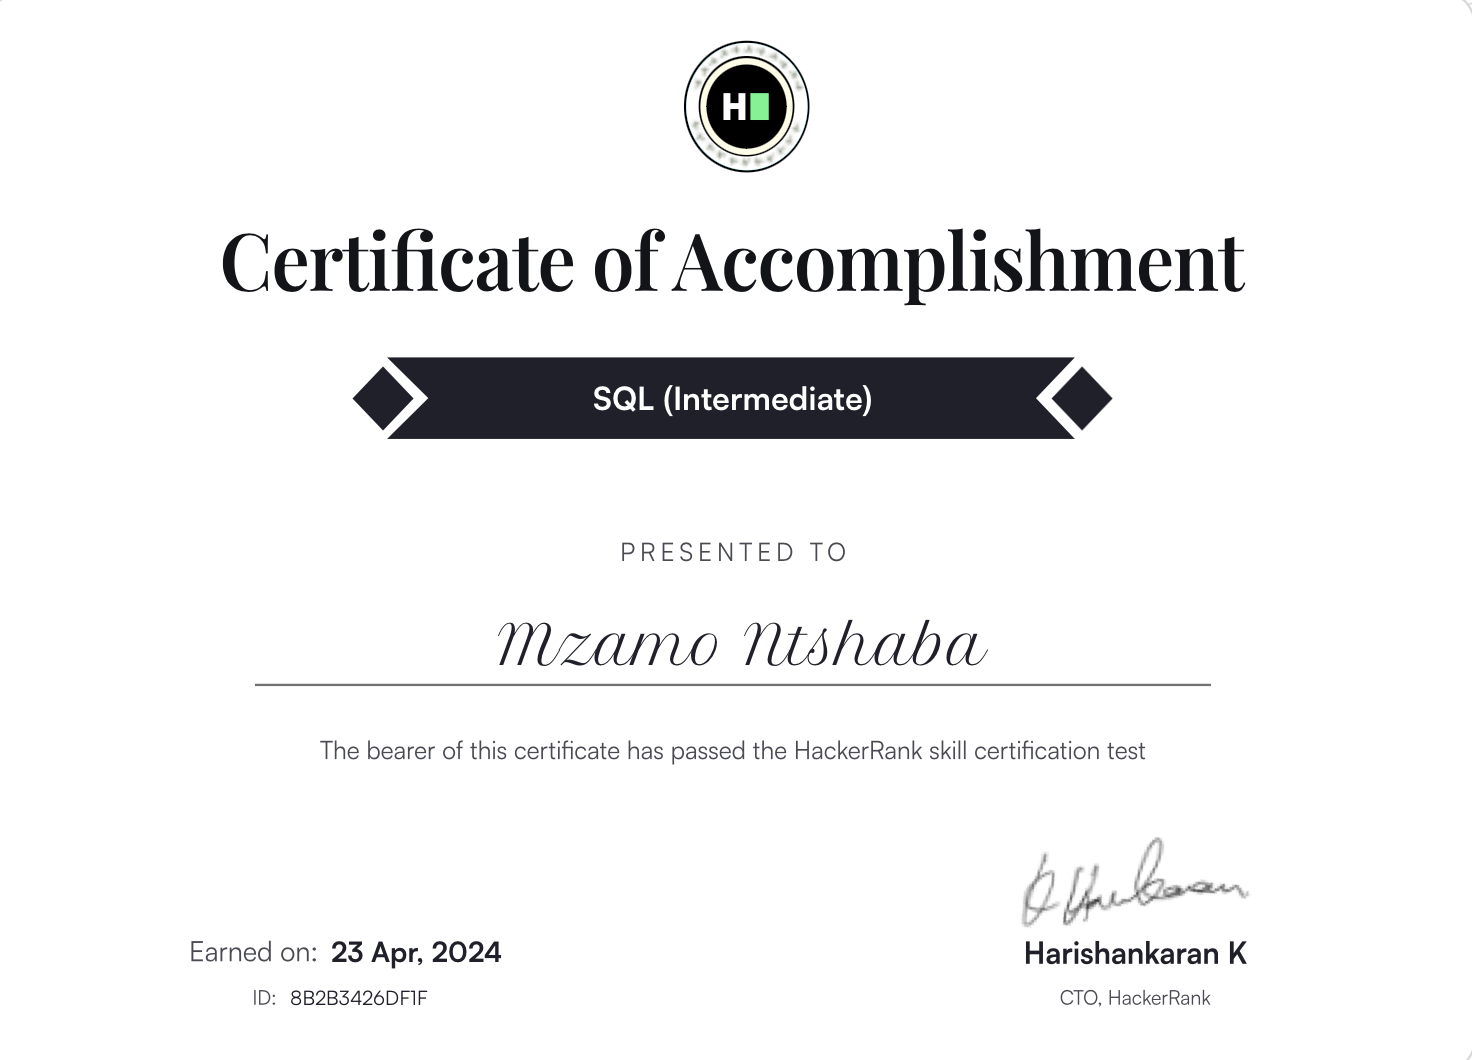 H
Certificate of Accomplishment
SQL (Intermediate)
PRESENTED TO
Mzamo Ntshaba
The bearer of this certificate has passed the HackerRank skill certification test
Earned on: 23 Apr, 2024
ID: 8B2B3426DF1F
Harishankaran K
CTO, HackerRank